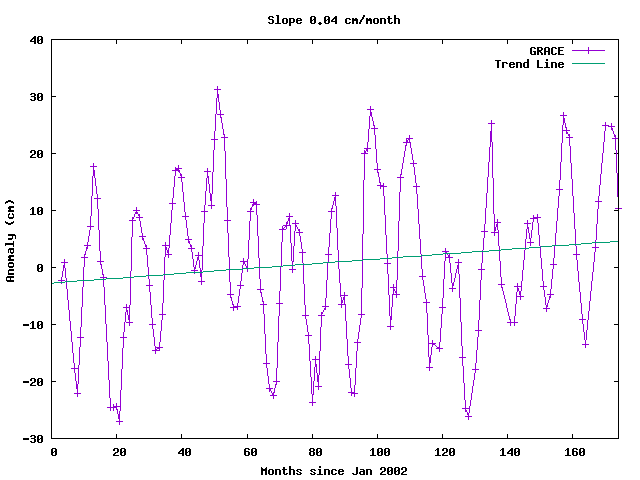 Slope 0.04 cm/month
GRACE
Trend Line
Anomaly (cm)
40
30
20
10
0
-10
-20
-30
0 20 40 60 80 100 120 140 160
Months since Jan 2002